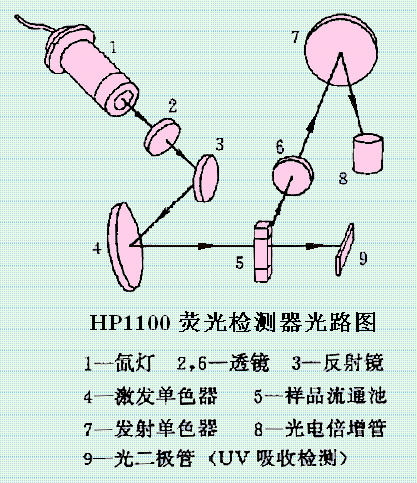 1
2
3
4
5
6
7
8
9
HP1100 荧光检测器光路图
1—氙灯 2,6—透镜 3—反射镜
4—激发单色器 5—样品流通池
7—发射单色器 8—光电倍增管
9—光二极管（UV 吸收检测）